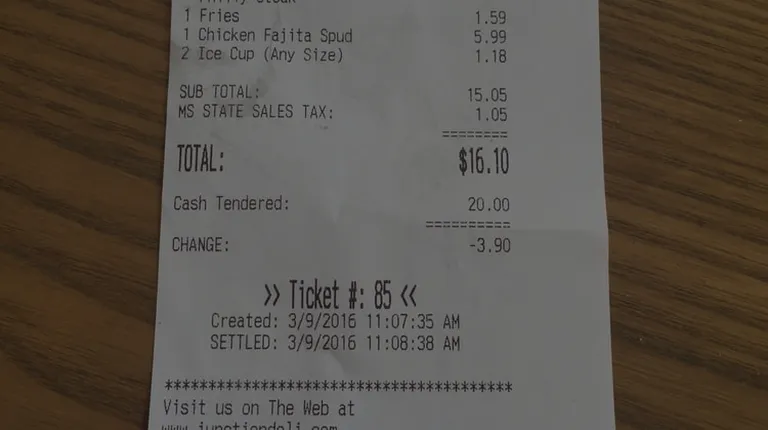 1 Fries 1.59
1 Chicken Fajita Spud 5.99
2 Ice Cup (Any Size) 1.18
SUB TOTAL: 15.05
MS STATE SALES TAX: 1.05
========
TOTAL: $16.10
Cash Tendered: 20.00
==========
CHANGE: -3.90
>> Ticket #: 85 <<
Created: 3/9/2016 11:07:35 AM
SETTLED: 3/9/2016 11:08:38 AM
****************************************
Visit us on The Web at